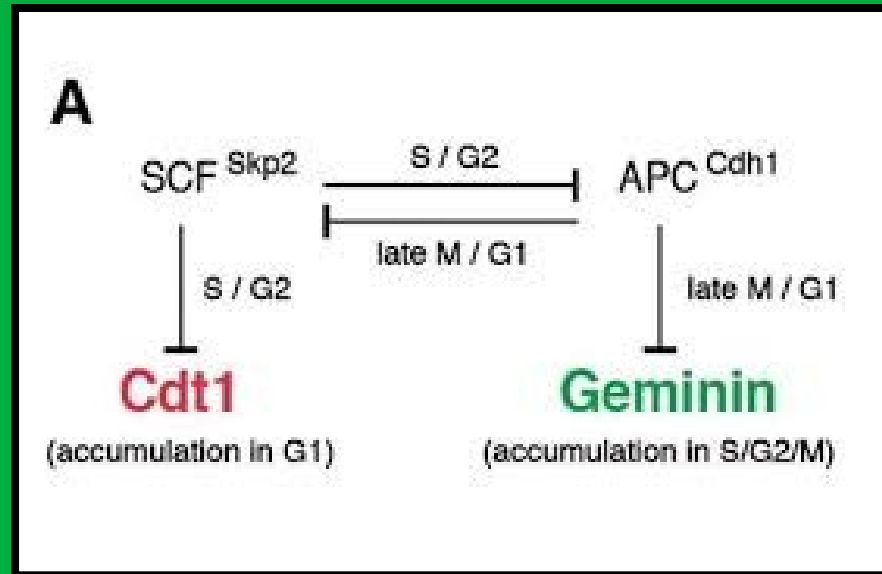 A
SCF Skp2
S / G2
APC Cdh1
late M / G1
S / G2
late M / G1
Cdt1
Geminin
(accumulation in G1)
(accumulation in S/G2/M)